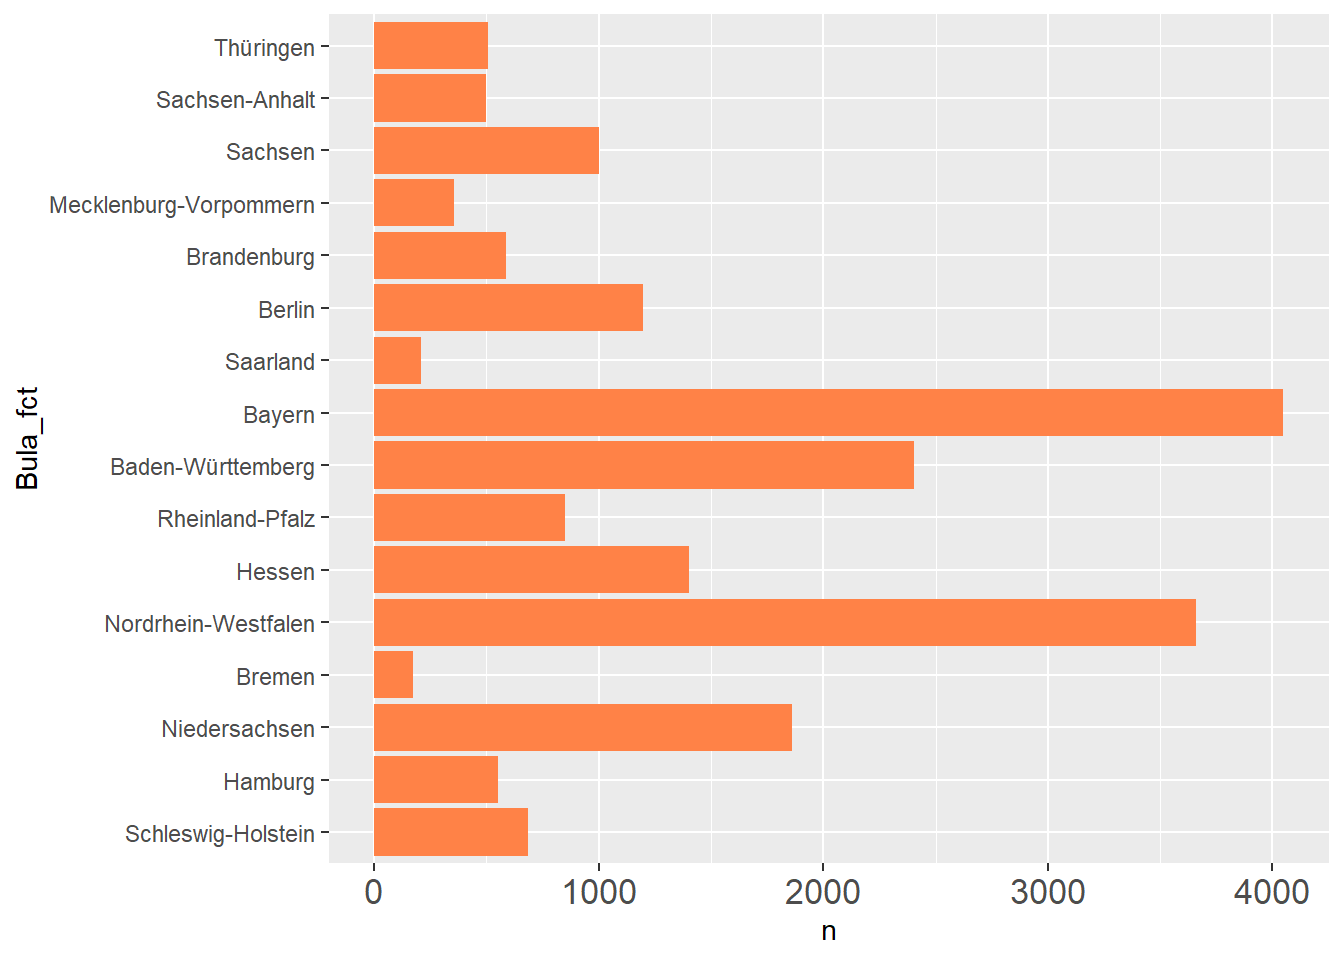 Thüringen
Sachsen-Anhalt
Sachsen
Mecklenburg-Vorpommern
Brandenburg
Berlin
Saarland
Bayern
Baden-Württemberg
Rheinland-Pfalz
Hessen
Nordrhein-Westfalen
Bremen
Niedersachsen
Hamburg
Schleswig-Holstein
Bula_fct
0 1000 2000 3000 4000
n